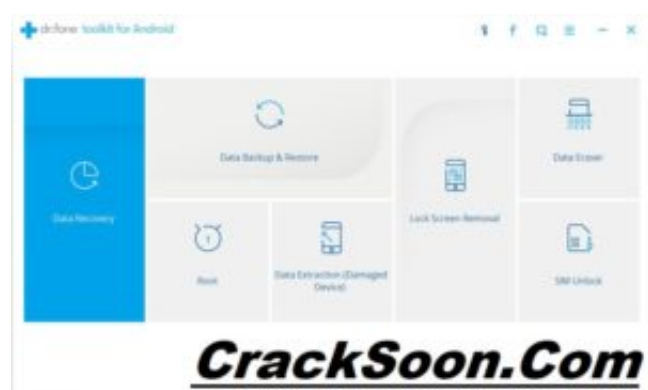 dr.fone toolkit for Android
Data Recovery
Data Backup & Restore
Root
Data Extraction (Damaged
Device)
Lock Screen Removal
Data Eraser
SIM Unlock
CrackSoon.Com